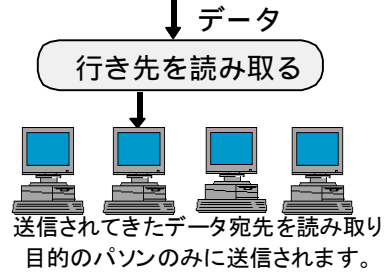 データ
行き先を読み取る
送信されてきたデータ宛先を読み取り
目的のパソンのみに送信されます。